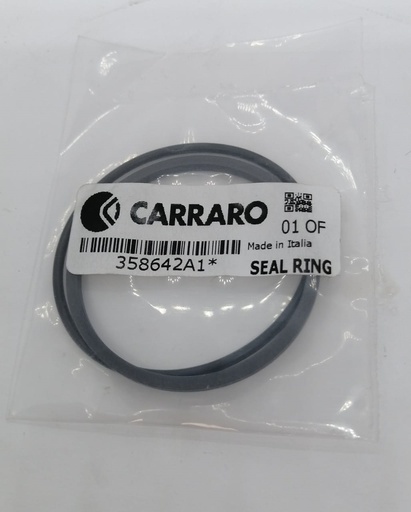 CARRARO
01 OF
Made in Italia
358642A1*
SEAL RING